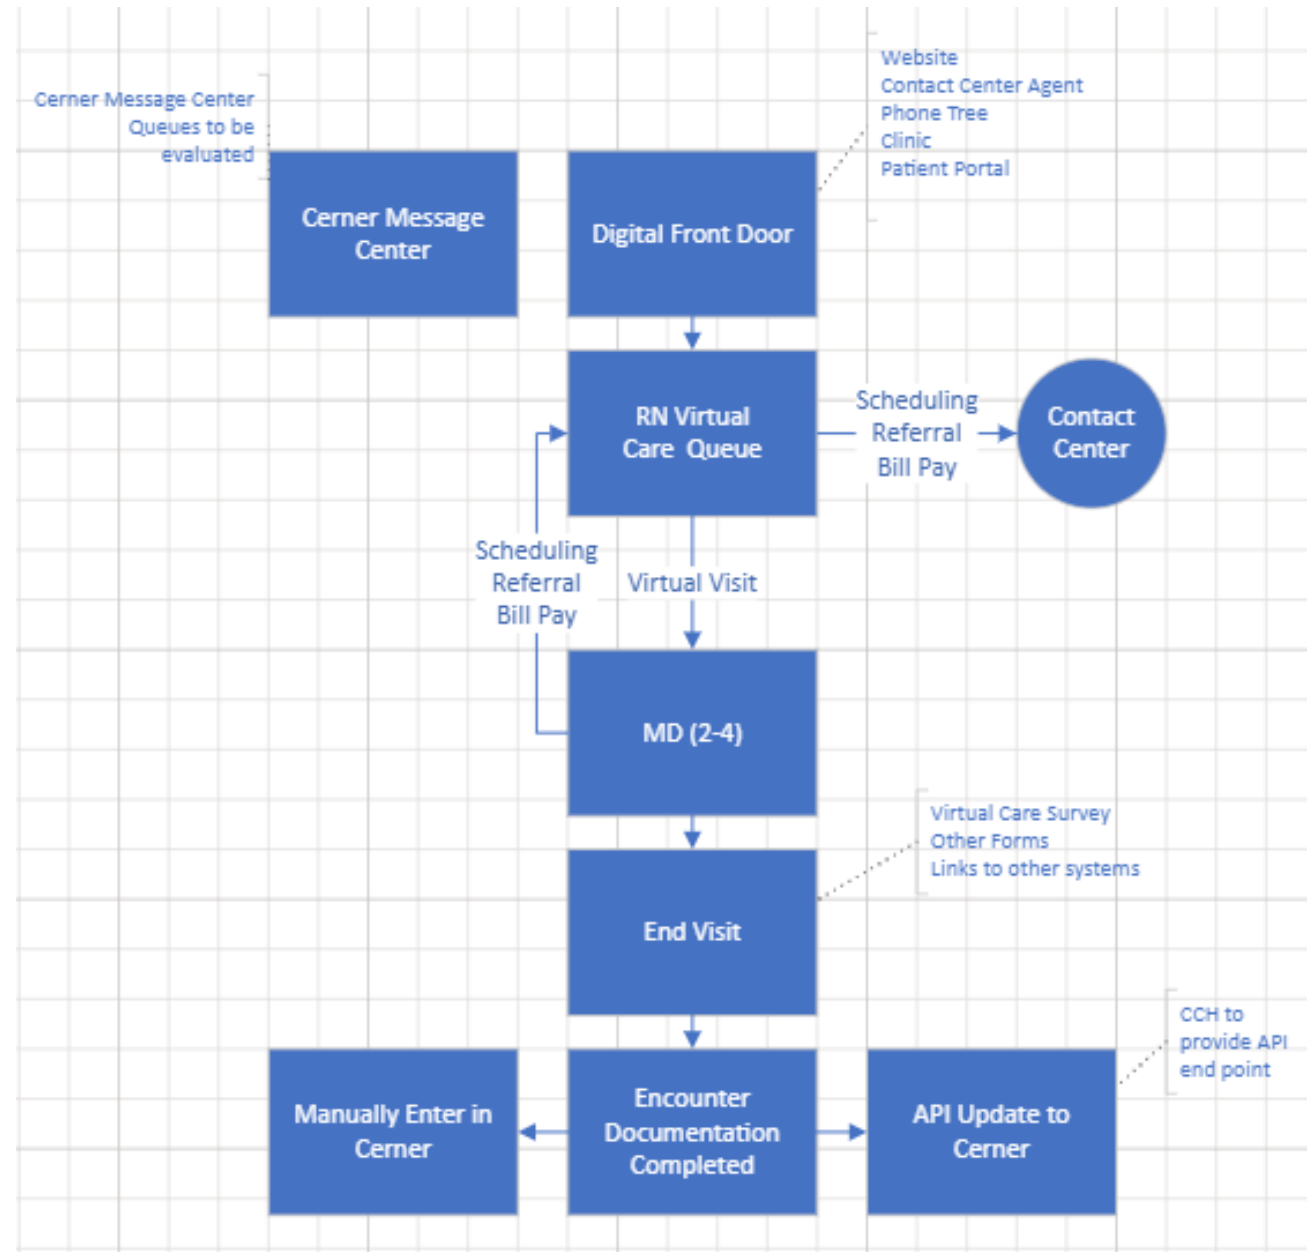 Website
Contact Center Agent
Phone Tree
Clinic
Patient Portal
Cerner Message Center
Queues to be
evaluated
Cerner Message
Center
Digital Front Door
RN Virtual
Care Queue
Scheduling
Referral
Bill Pay
Contact
Center
Scheduling
Referral
Bill Pay
Virtual Visit
MD (2-4)
Virtual Care Survey
Other Forms
Links to other systems
End Visit
CCH to
provide API
end point
Manually Enter in
Cerner
Encounter
Documentation
Completed
API Update to
Cerner